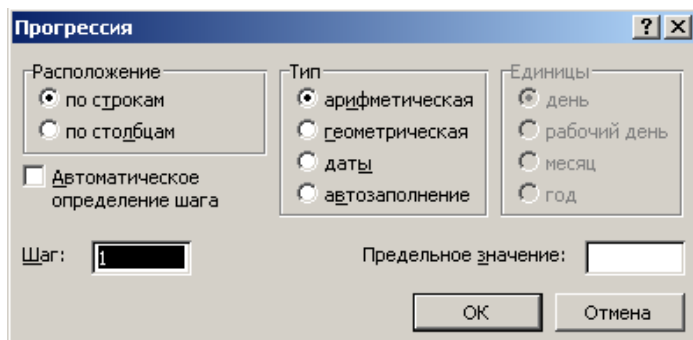 Прогрессия
Расположение
по строкам
по столбцам
Автоматическое
определение шага
Тип
арифметическая
геометрическая
даты
автозаполнение
Единицы
день
рабочий день
месяц
год
Шаг: 1
Предельное значение:
ОК
Отмена